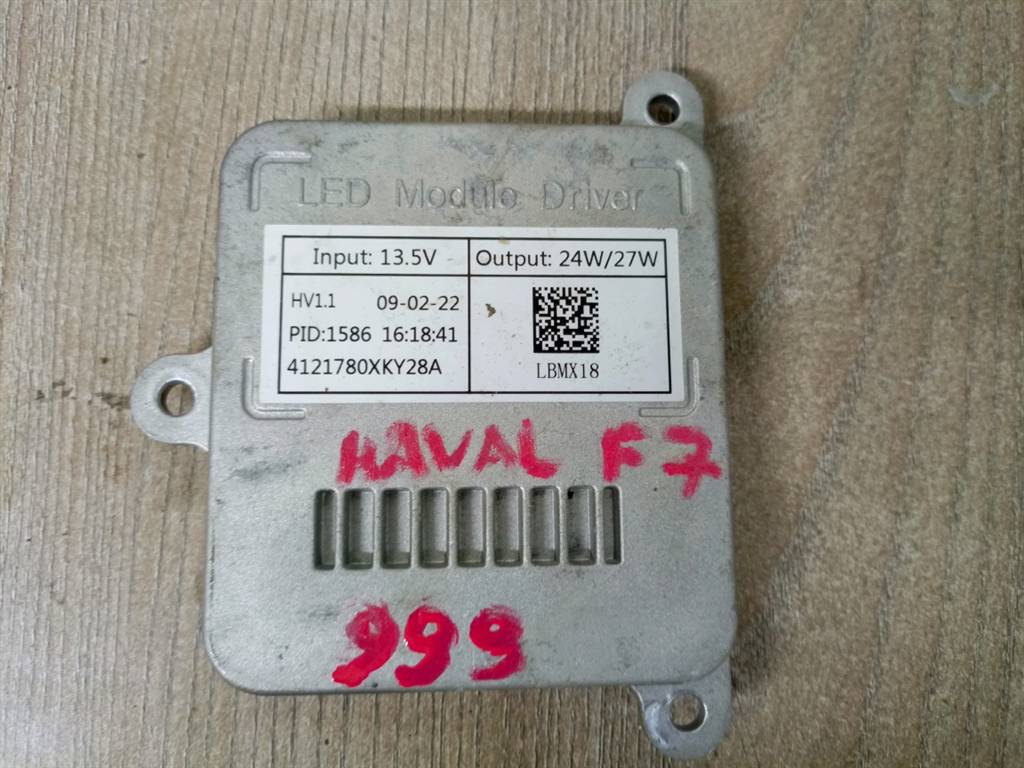 LED Module Driver
Input: 13.5V Output: 24W/27W
HV1.1 09-02-22
PID:1586 16:18:41
4121780XKY28A
LBMX18
HAVAL F7
999